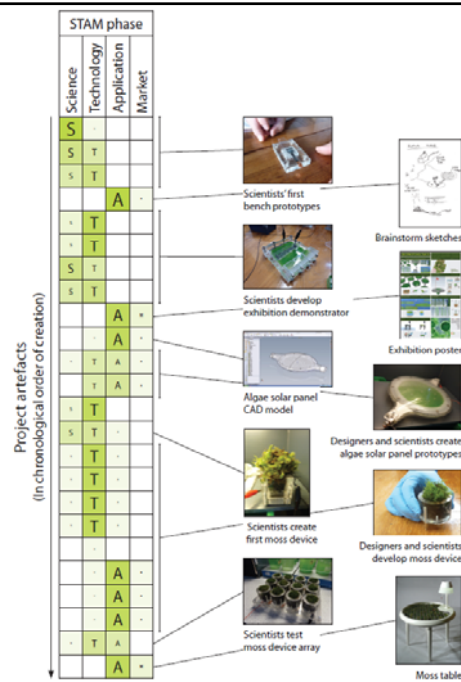 STAM phase
Science
Technology
Application
Market
Project artefacts
(In chronological order of creation)
S
S T
S T
A
S T
S T
S T
S T
A
A
T A
T A
S T
S T
T
T
T
T
A
A
A
T A
A
Scientists' first
bench prototypes
Brainstorm sketches
Scientists develop
exhibition demonstrator
Exhibition poster
Algae solar panel
CAD model
Designers and scientists create
algae solar panel prototypes
Scientists create
first moss device
Designers and scientists
develop moss device
Scientists test
moss device array
Moss table